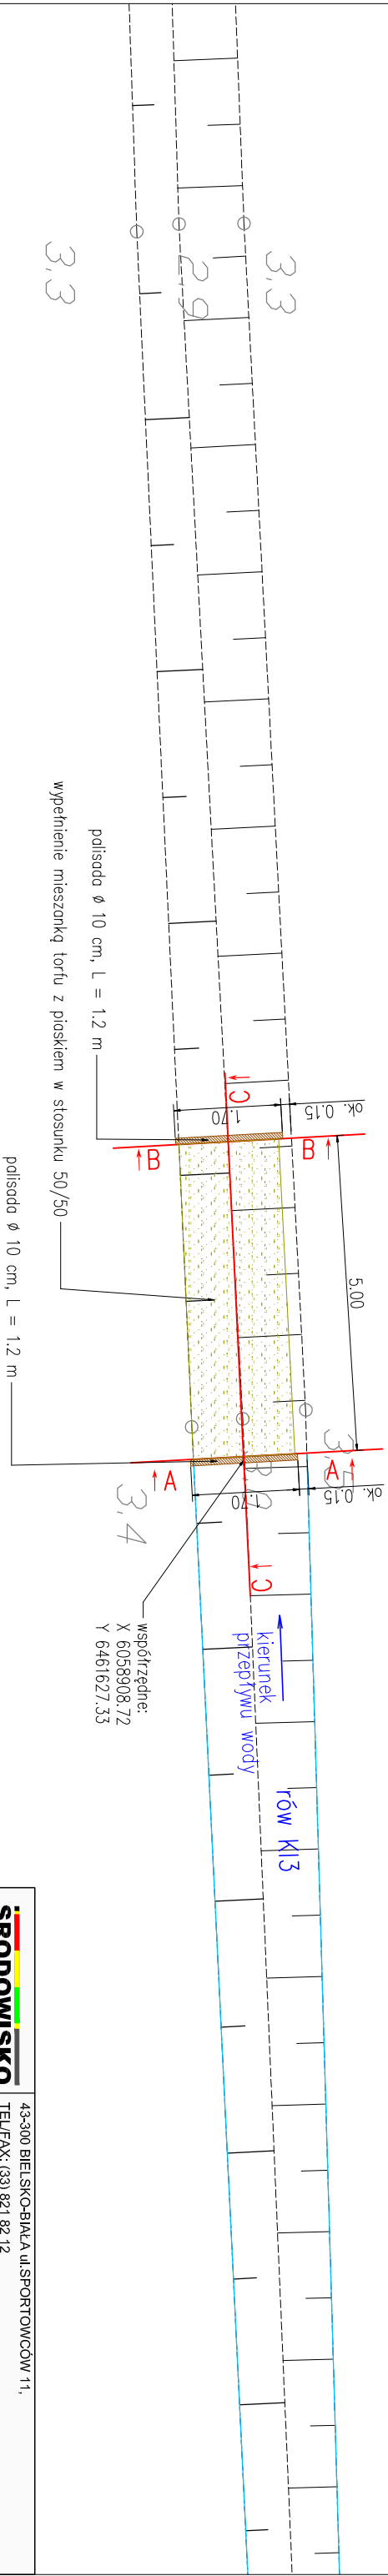 3,3
2,9
3,3
ok. 0.15
1.70
C
B
B
5.00
palisada ø 10 cm, L = 1.2 m
wypełnienie mieszanką torfu z piaskiem w stosunku 50/50
palisada ø 10 cm, L = 1.2 m
A
A
ok. 0.15
1.70
3,4
C
współrzędne:
X 6058908.72
Y 6461627.33
kierunek
przepływu wody
rów KI3
ŚRODOWISKO
43-300 BIELSKO-BIAŁA ul.SPORTOWCÓW 11,
TEL/FAX: (33) 821 82 12